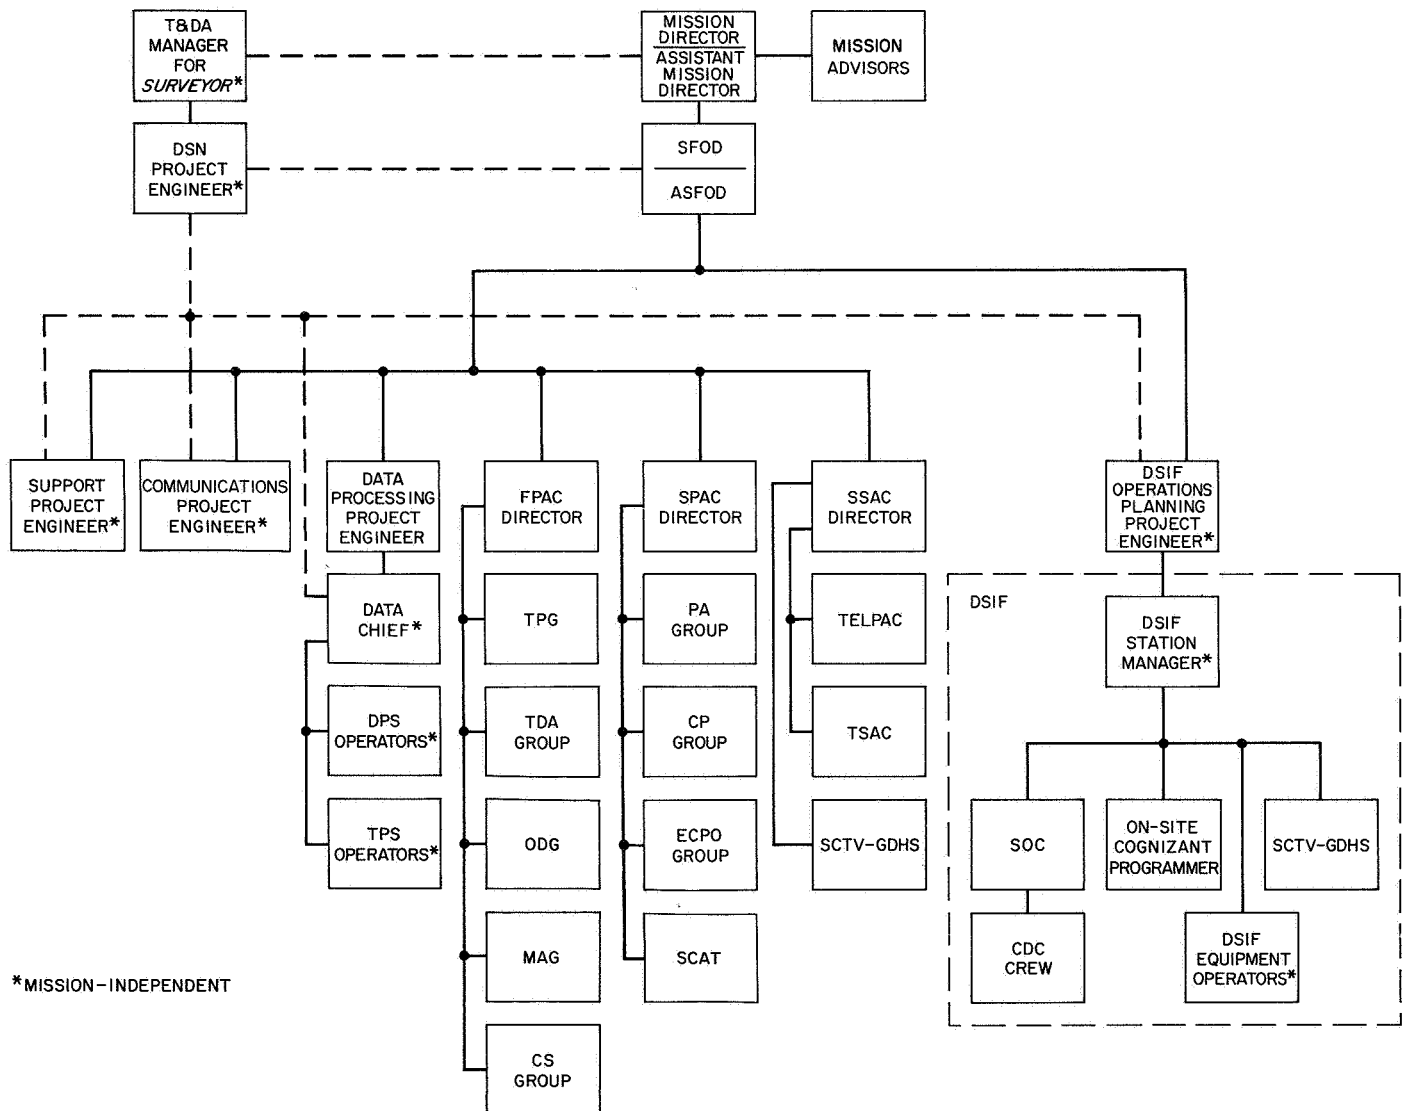 T&DA
MANAGER
FOR
SURVEYOR*
MISSION
DIRECTOR
ASSISTANT
MISSION
DIRECTOR
MISSION
ADVISORS
DSN
PROJECT
ENGINEER*
SFOD
ASFOD
SUPPORT
PROJECT
ENGINEER*
COMMUNICATIONS
PROJECT
ENGINEER*
DATA
PROCESSING
PROJECT
ENGINEER
FPAC
DIRECTOR
SPAC
DIRECTOR
SSAC
DIRECTOR
DSIF
OPERATIONS
PLANNING
PROJECT
ENGINEER*
DATA
CHIEF*
TPG
PA
GROUP
TELPAC
DSIF
DSIF
STATION
MANAGER*
DPS
OPERATORS*
TDA
GROUP
CP
GROUP
TSAC
TPS
OPERATORS*
ODG
ECPO
GROUP
SCTV-GDHS
SOC
ON-SITE
COGNIZANT
PROGRAMMER
SCTV-GDHS
MAG
SCAT
CDC
CREW
DSIF
EQUIPMENT
OPERATORS*
*MISSION-INDEPENDENT
CS
GROUP